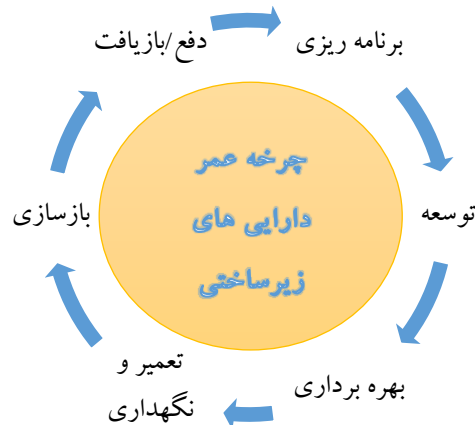 برنامه ریزی
دفع/بازیافت
چرخه عمر
دارایی های
زیرساختی
توسعه
بازسازی
بهره برداری
تعمیر و
نگهداری